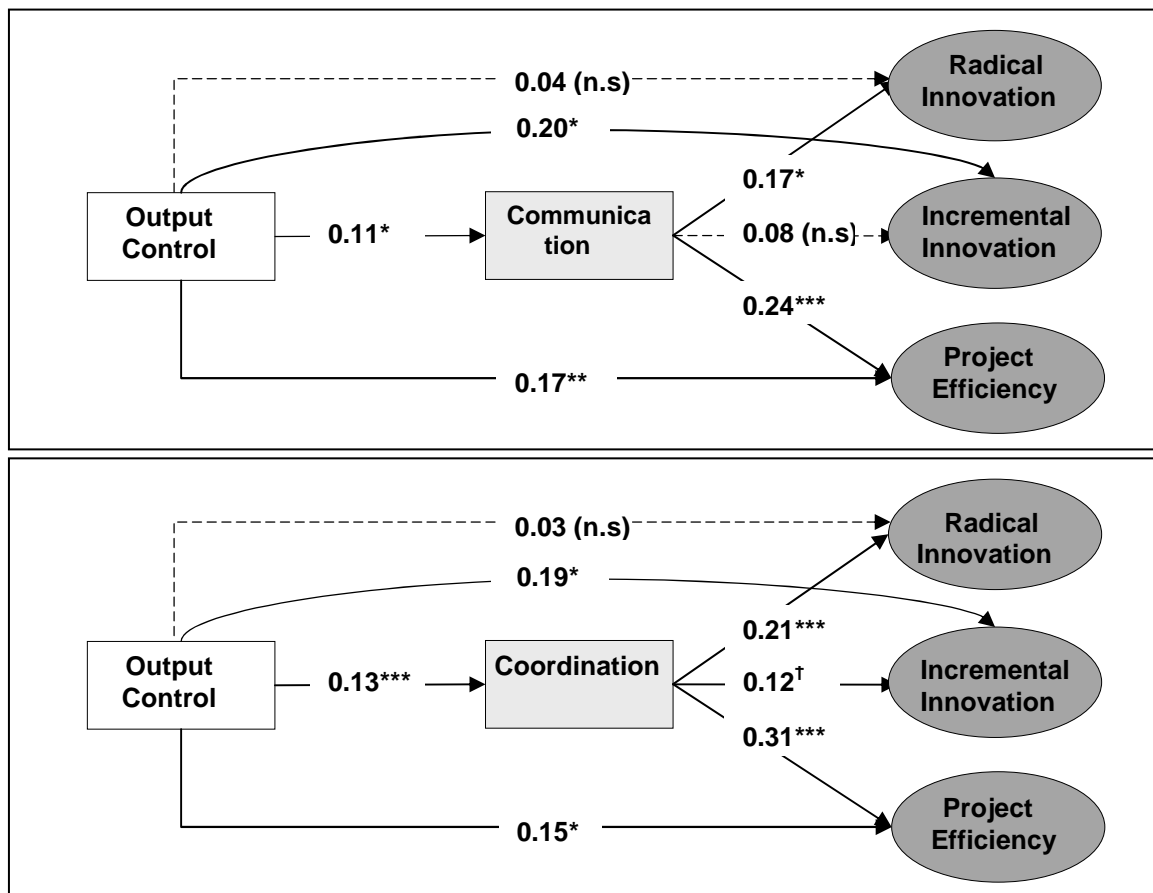 0.04 (n.s)
Radical
Innovation
0.20*
0.17*
Output
Control
0.11*
Communica
tion
0.08 (n.s)
Incremental
Innovation
0.24***
0.17**
Project
Efficiency
0.03 (n.s)
Radical
Innovation
0.19*
0.21***
Output
Control
0.13***
Coordination
0.12†
Incremental
Innovation
0.31***
0.15*
Project
Efficiency